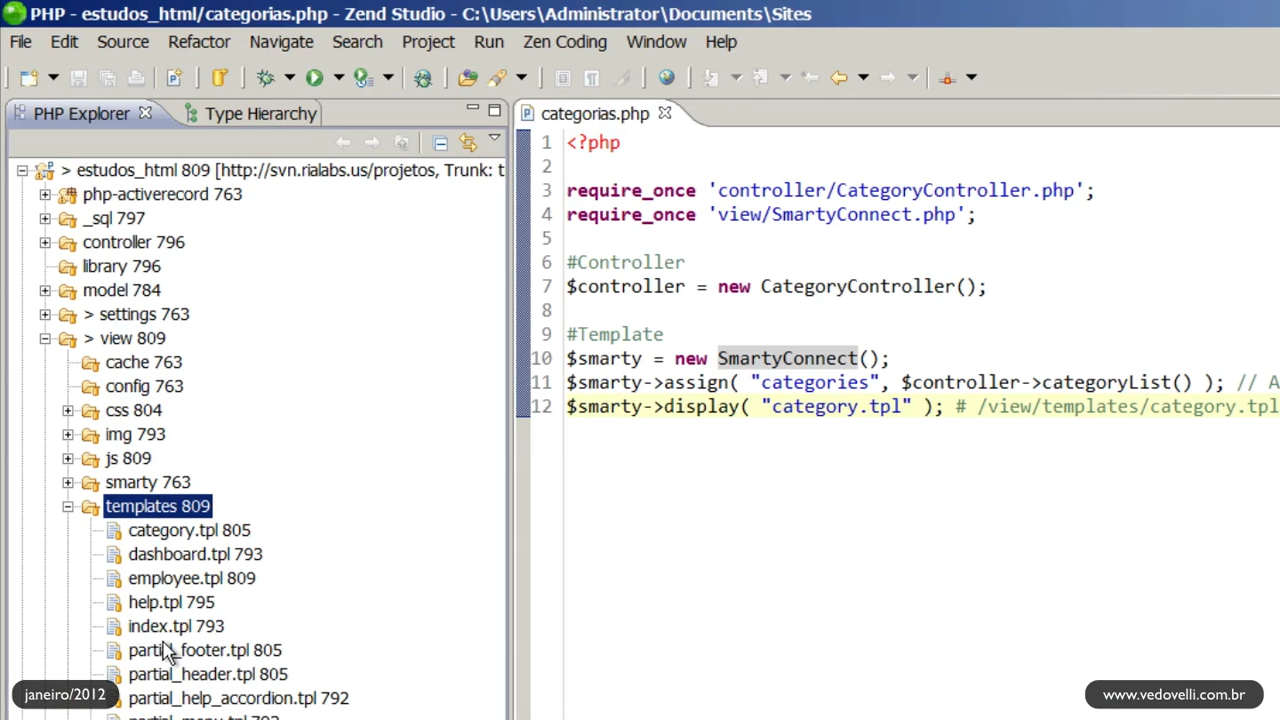 PHP - estudos_html/categorias.php - Zend Studio - C:\Users\Administrator\Documents\Sites
File Edit Source Refactor Navigate Search Project Run Zen Coding Window Help
PHP Explorer
Type Hierarchy
> estudos_html 809 [http://svn.rialabs.us/projetos, Trunk: t
php-activerecord 763
_sql 797
controller 796
library 796
model 784
> settings 763
> view 809
cache 763
config 763
css 804
img 793
js 809
smarty 763
templates 809
category.tpl 805
dashboard.tpl 793
employee.tpl 809
help.tpl 795
index.tpl 793
partial_footer.tpl 805
partial_header.tpl 805
partial_help_accordion.tpl 792
categorias.php
1 <?php
2
3 require_once 'controller/CategoryController.php';
4 require_once 'view/SmartyConnect.php';
5
6 #Controller
7 $controller = new CategoryController();
8
9 #Template
10 $smarty = new SmartyConnect();
11 $smarty->assign( "categories", $controller->categoryList() ); // A
12 $smarty->display( "category.tpl" ); # /view/templates/category.tpl
janeiro/2012
www.vedovelli.com.br